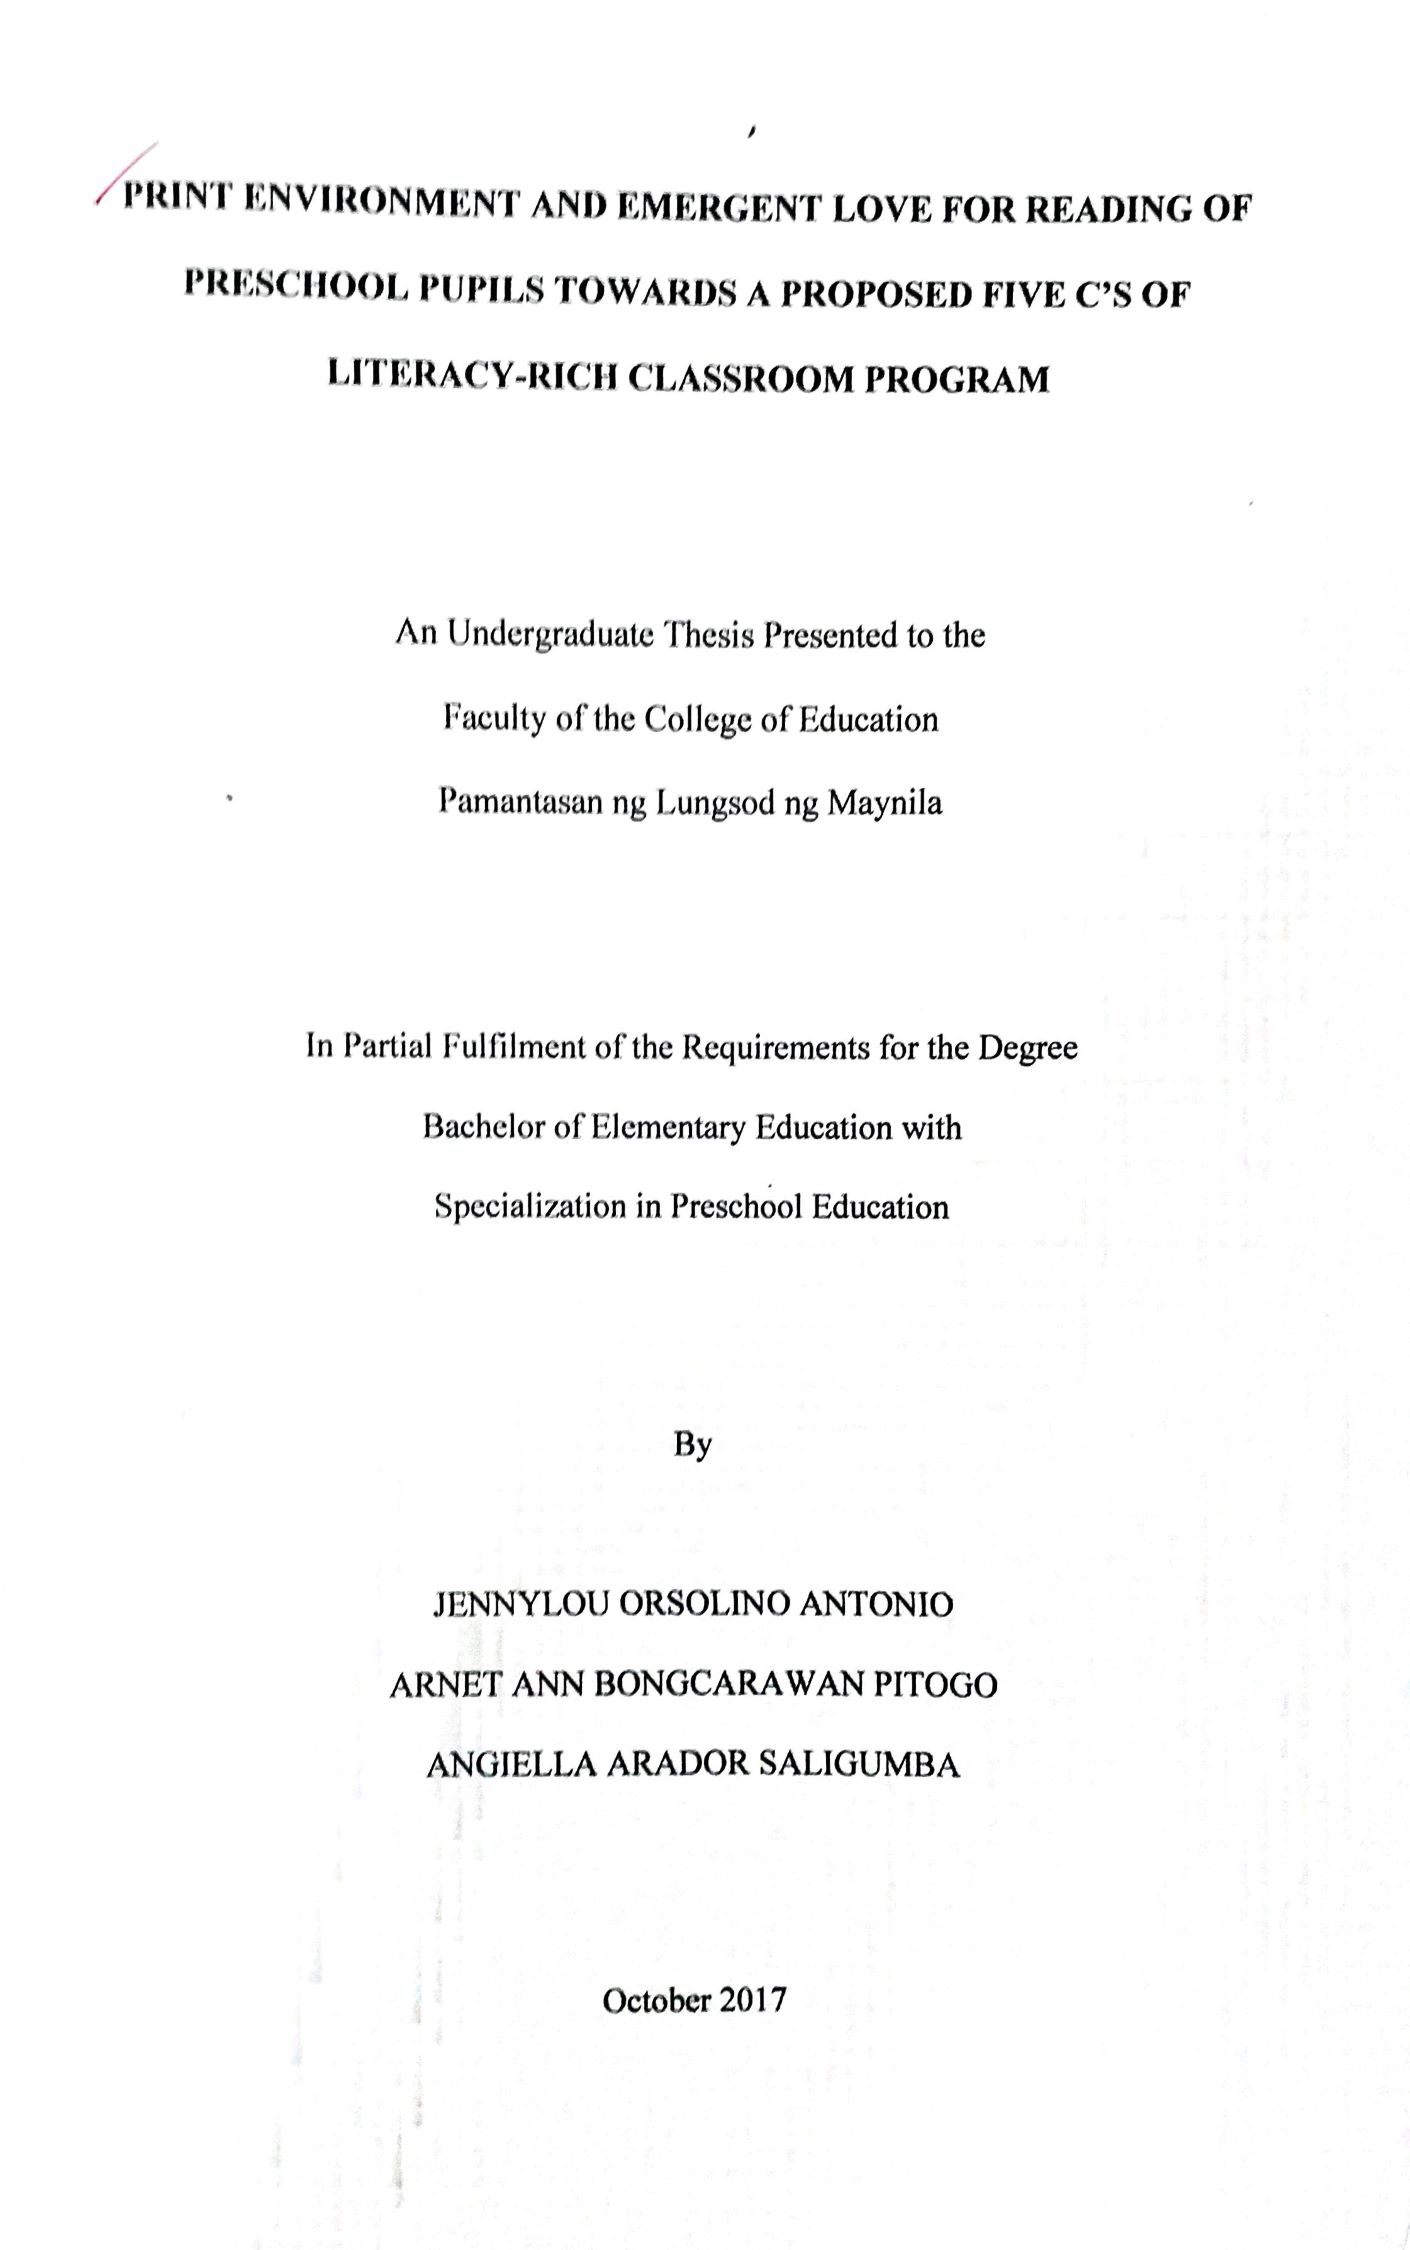 PRINT ENVIRONMENT AND EMERGENT LOVE FOR READING OF
PRESCHOOL PUPILS TOWARDS A PROPOSED FIVE C'S OF
LITERACY-RICH CLASSROOM PROGRAM
An Undergraduate Thesis Presented to the
Faculty of the College of Education
Pamantasan ng Lungsod ng Maynila
In Partial Fulfilment of the Requirements for the Degree
Bachelor of Elementary Education with
Specialization in Preschool Education
By
JENNYLOU ORSOLINO ANTONIO
ARNET ANN BONGCARAWAN PITOGO
ANGIELLA ARADOR SALIGUMBA
October 2017